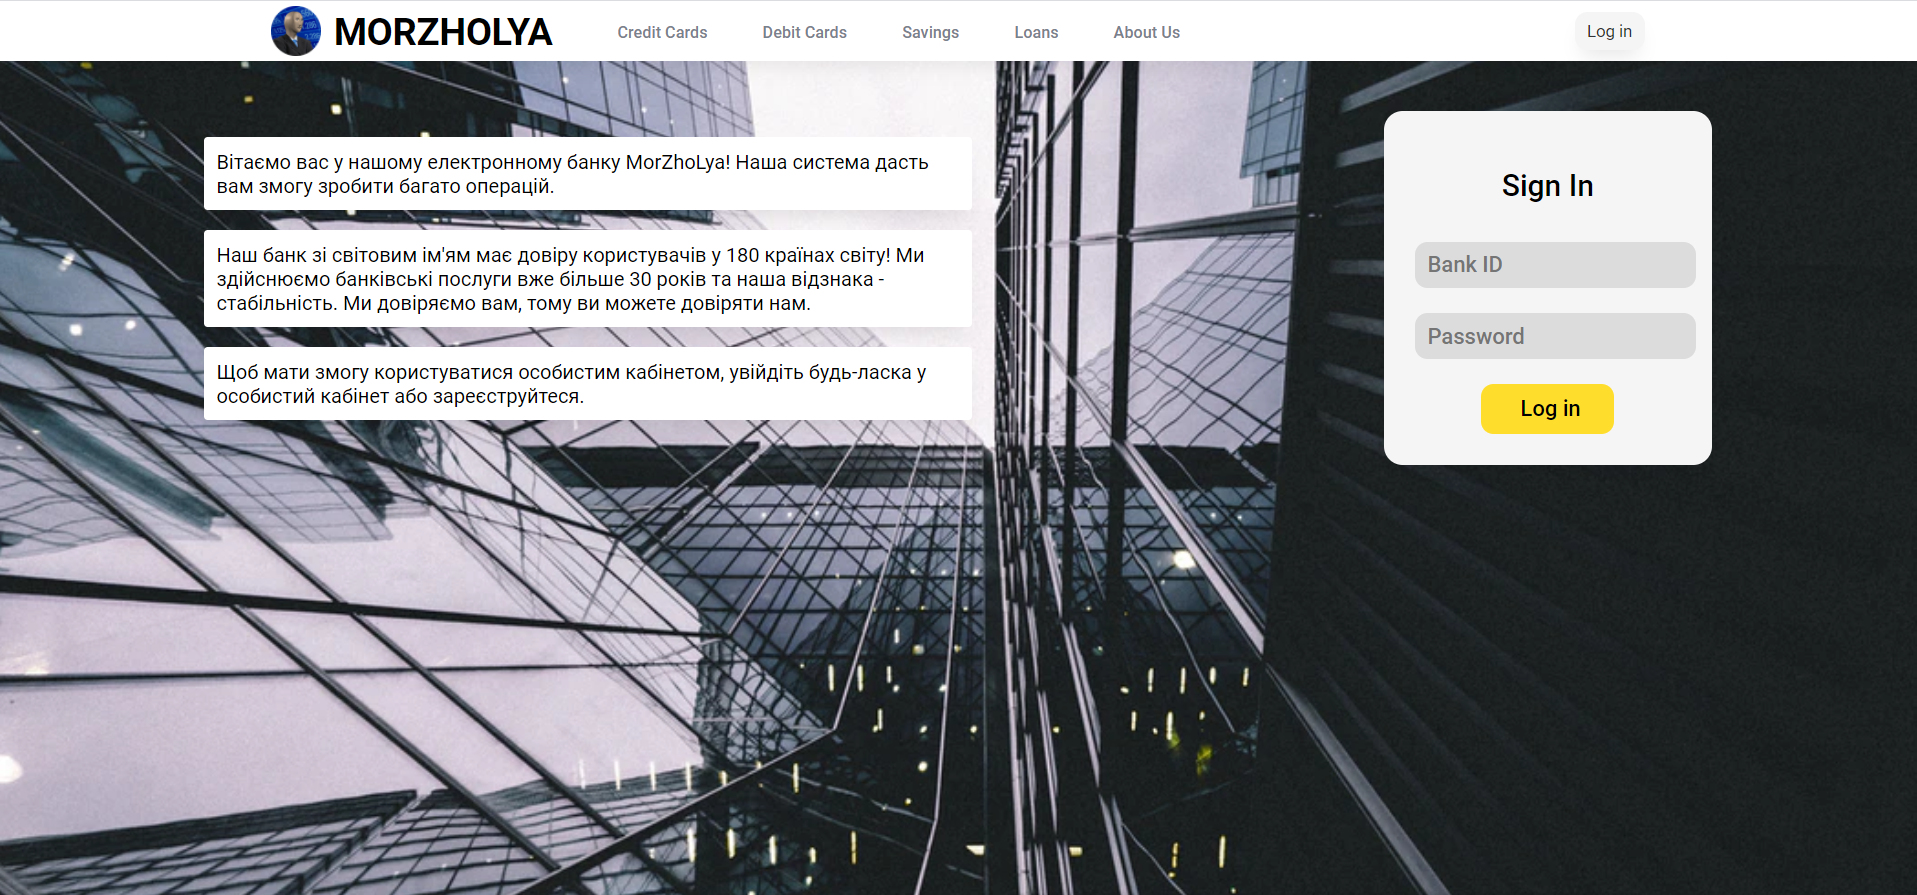 MORZHOLYA
Credit Cards
Debit Cards
Savings
Loans
About Us
Log in
Вітаємо вас у нашому електронному банку MorZhoLya! Наша система дасть
вам змогу зробити багато операцій.
Наш банк зі світовим ім'ям має довіру користувачів у 180 країнах світу! Ми
здійснюємо банківські послуги вже більше 30 років та наша відзнака -
стабільність. Ми довіряємо вам, тому ви можете довіряти нам.
Щоб мати змогу користуватися особистим кабінетом, увійдіть будь-ласка у
особистий кабінет або зареєструйтеся.
Sign In
Bank ID
Password
Log in